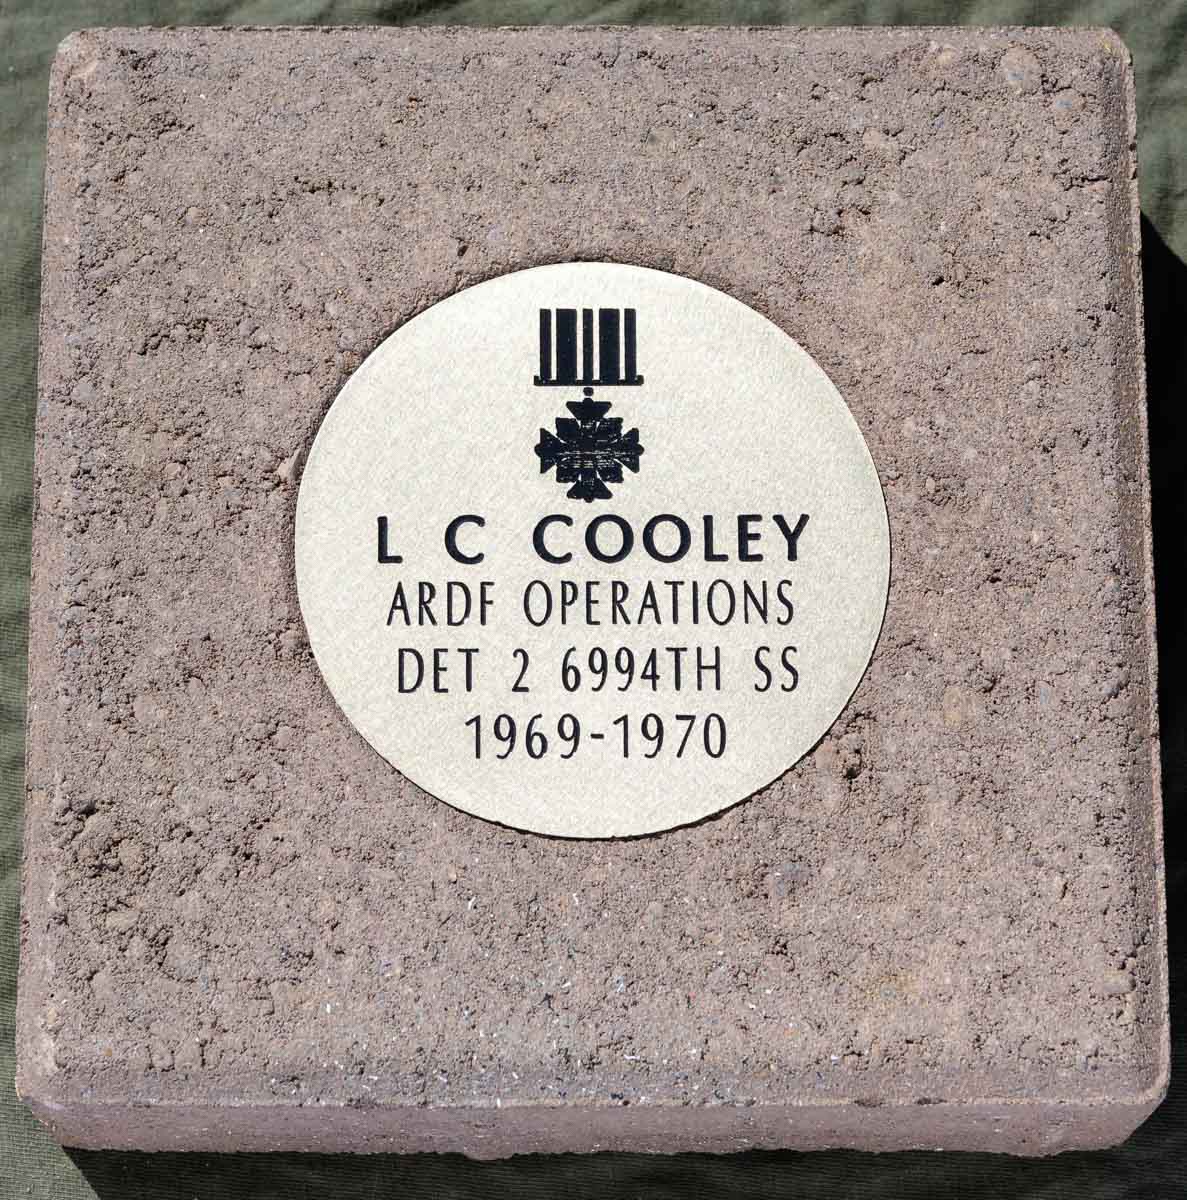 L C COOLEY
ARDF OPERATIONS
DET 2 6994TH SS
1969-1970